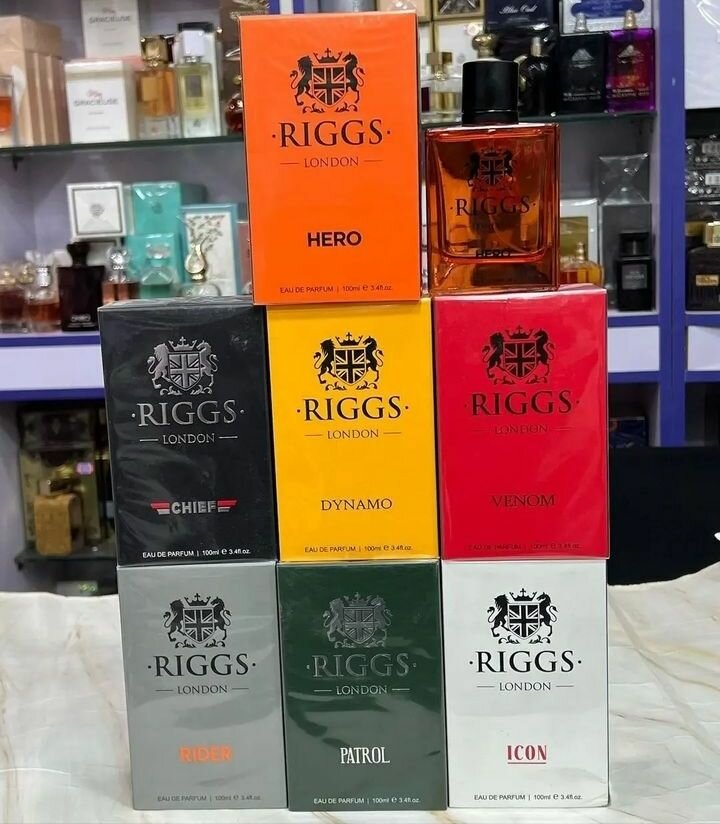 ·RIGGS·
LONDON
HERO
EAU DE PARFUM | 100ml ℮ 3.4fl.oz.
·RIGGS·
HERO
·RIGGS·
LONDON
CHIEF
EAU DE PARFUM | 100ml ℮ 3.4fl.oz.
·RIGGS·
LONDON
DYNAMO
EAU DE PARFUM | 100ml ℮ 3.4fl.oz.
·RIGGS·
LONDON
VENOM
EAU DE PARFUM | 100ml ℮ 3.4fl.oz.
·RIGGS·
LONDON
RIDER
EAU DE PARFUM | 100ml ℮ 3.4fl.oz.
·RIGGS·
LONDON
PATROL
EAU DE PARFUM | 100ml ℮ 3.4fl.oz.
·RIGGS·
LONDON
ICON
EAU DE PARFUM | 100ml ℮ 3.4fl.oz.